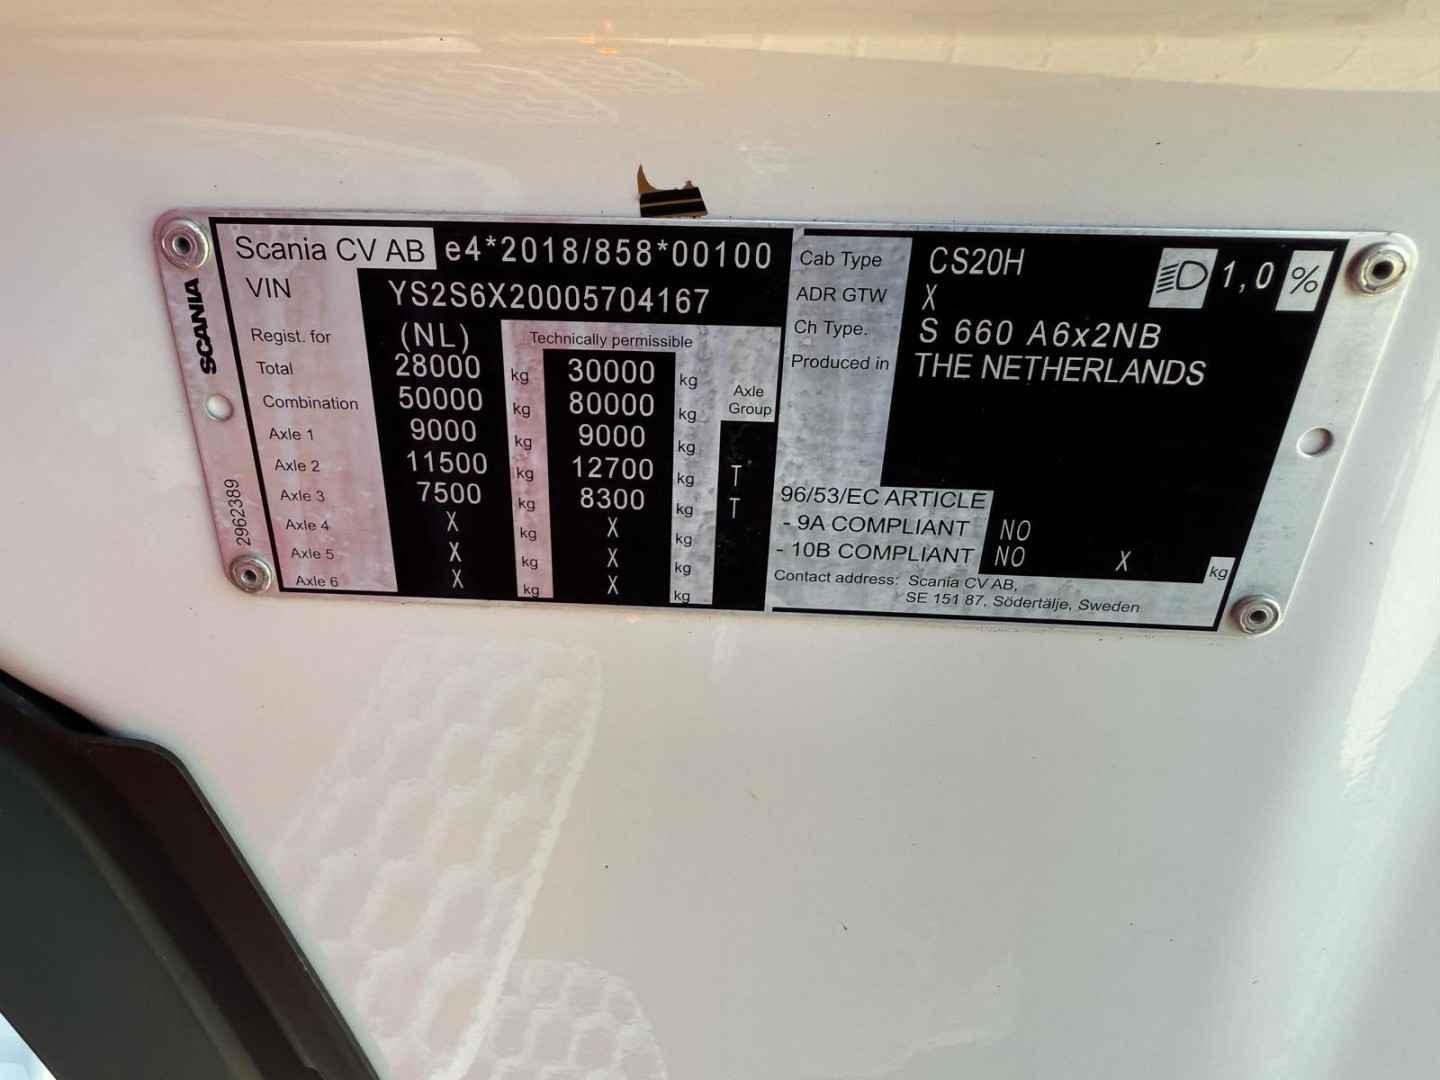 Scania CV AB e4*2018/858*00100
VIN YS2S6X20005704167
Regist. for (NL) Technically permissible
Total 28000 kg 30000 kg
Combination 50000 kg 80000 kg Axle Group
Axle 1 9000 kg 9000 kg
Axle 2 11500 kg 12700 kg T
Axle 3 7500 kg 8300 kg T
Axle 4 X kg X kg
Axle 5 X kg X kg
Axle 6 X kg X kg
SCANIA
2962389
Cab Type CS20H 1,0 %
ADR GTW X
Ch Type. S 660 A6x2NB
Produced in THE NETHERLANDS
96/53/EC ARTICLE
- 9A COMPLIANT NO
- 10B COMPLIANT NO X kg
Contact address: Scania CV AB,
SE 151 87, Södertälje, Sweden